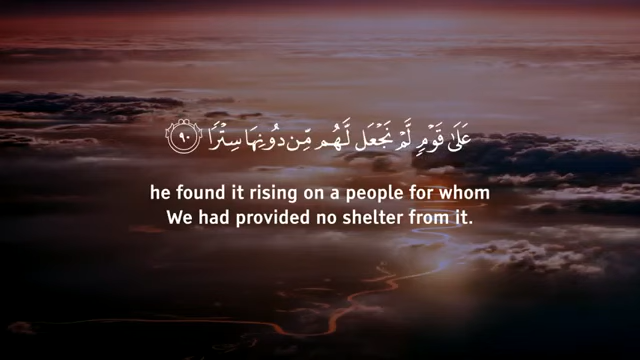 عَلَىٰ قَوْمٍ لَّمْ نَجْعَل لَّهُم مِّن دُونِهَا سِتْرًا ٩٠
he found it rising on a people for whom
We had provided no shelter from it.